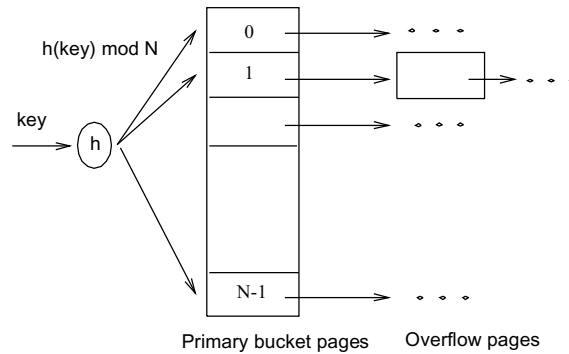 0
h(key) mod N
1
key
h
N-1
Primary bucket pages
Overflow pages